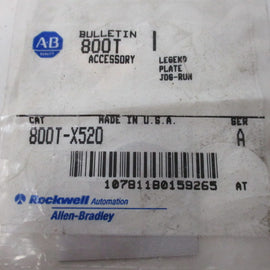 AB
QUALITY
BULLETIN
800T
ACCESSORY
LEGEND
PLATE
JOG-RUN
CAT MADE IN U.S.A. SER
800T-X520 A
10781180159265 AT
Rockwell Automation
Allen-Bradley